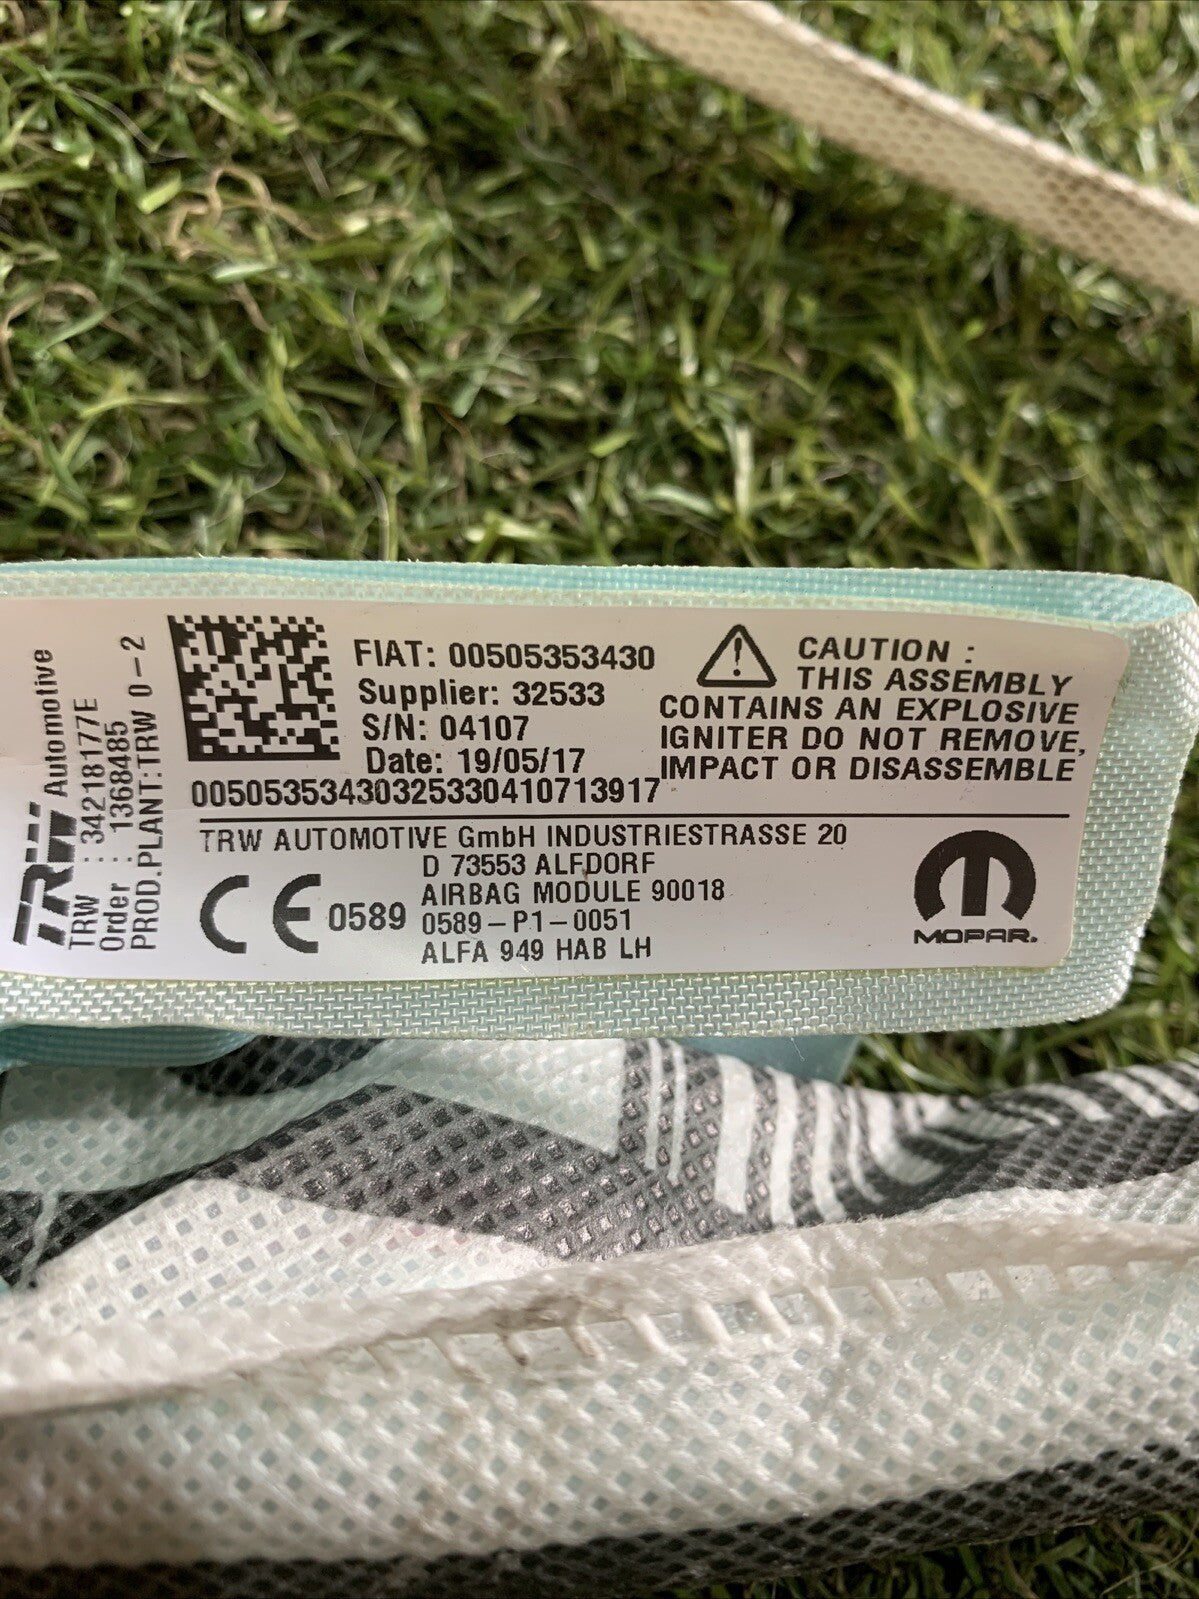 TRW Automotive
TRW : 34218177E
Order : 1368485
PROD.PLANT:TRW 0-2
FIAT: 00505353430
Supplier: 32533
S/N: 04107
Date: 19/05/17
00505353430325330410713917
CAUTION :
THIS ASSEMBLY
CONTAINS AN EXPLOSIVE
IGNITER DO NOT REMOVE,
IMPACT OR DISASSEMBLE
TRW AUTOMOTIVE GmbH INDUSTRIESTRASSE 20
D 73553 ALFDORF
AIRBAG MODULE 90018
CE 0589 0589-P1-0051
ALFA 949 HAB LH
MOPAR.